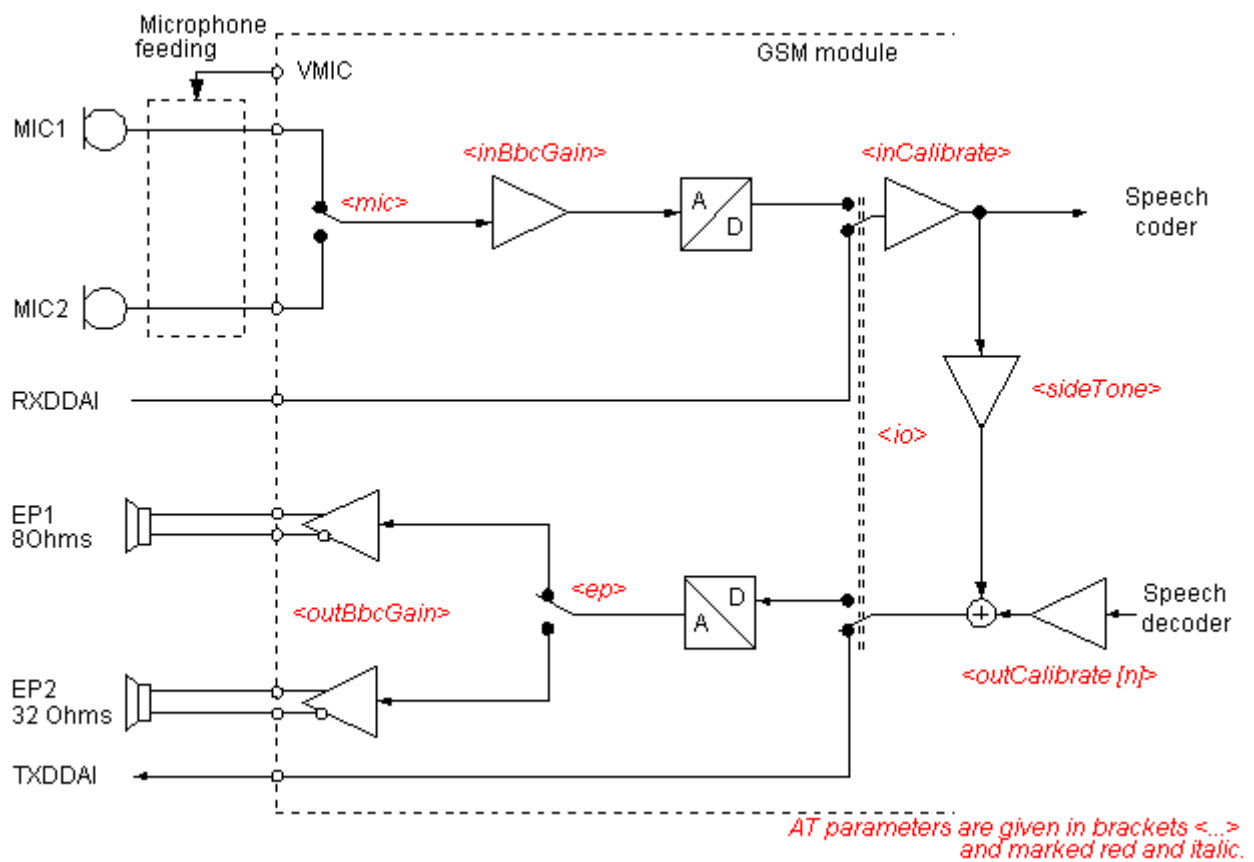 Microphone
feeding
GSM module
VMIC
MIC1
<inBbcGain>
<inCalibrate>
<mic>
A
D
Speech
coder
MIC2
RXDDAI
<sideTone>
<io>
EP1
8Ohms
<ep>
D
A
Speech
decoder
<outBbcGain>
<outCalibrate [n]>
EP2
32 Ohms
TXDDAI
AT parameters are given in brackets <...>
and marked red and italic.